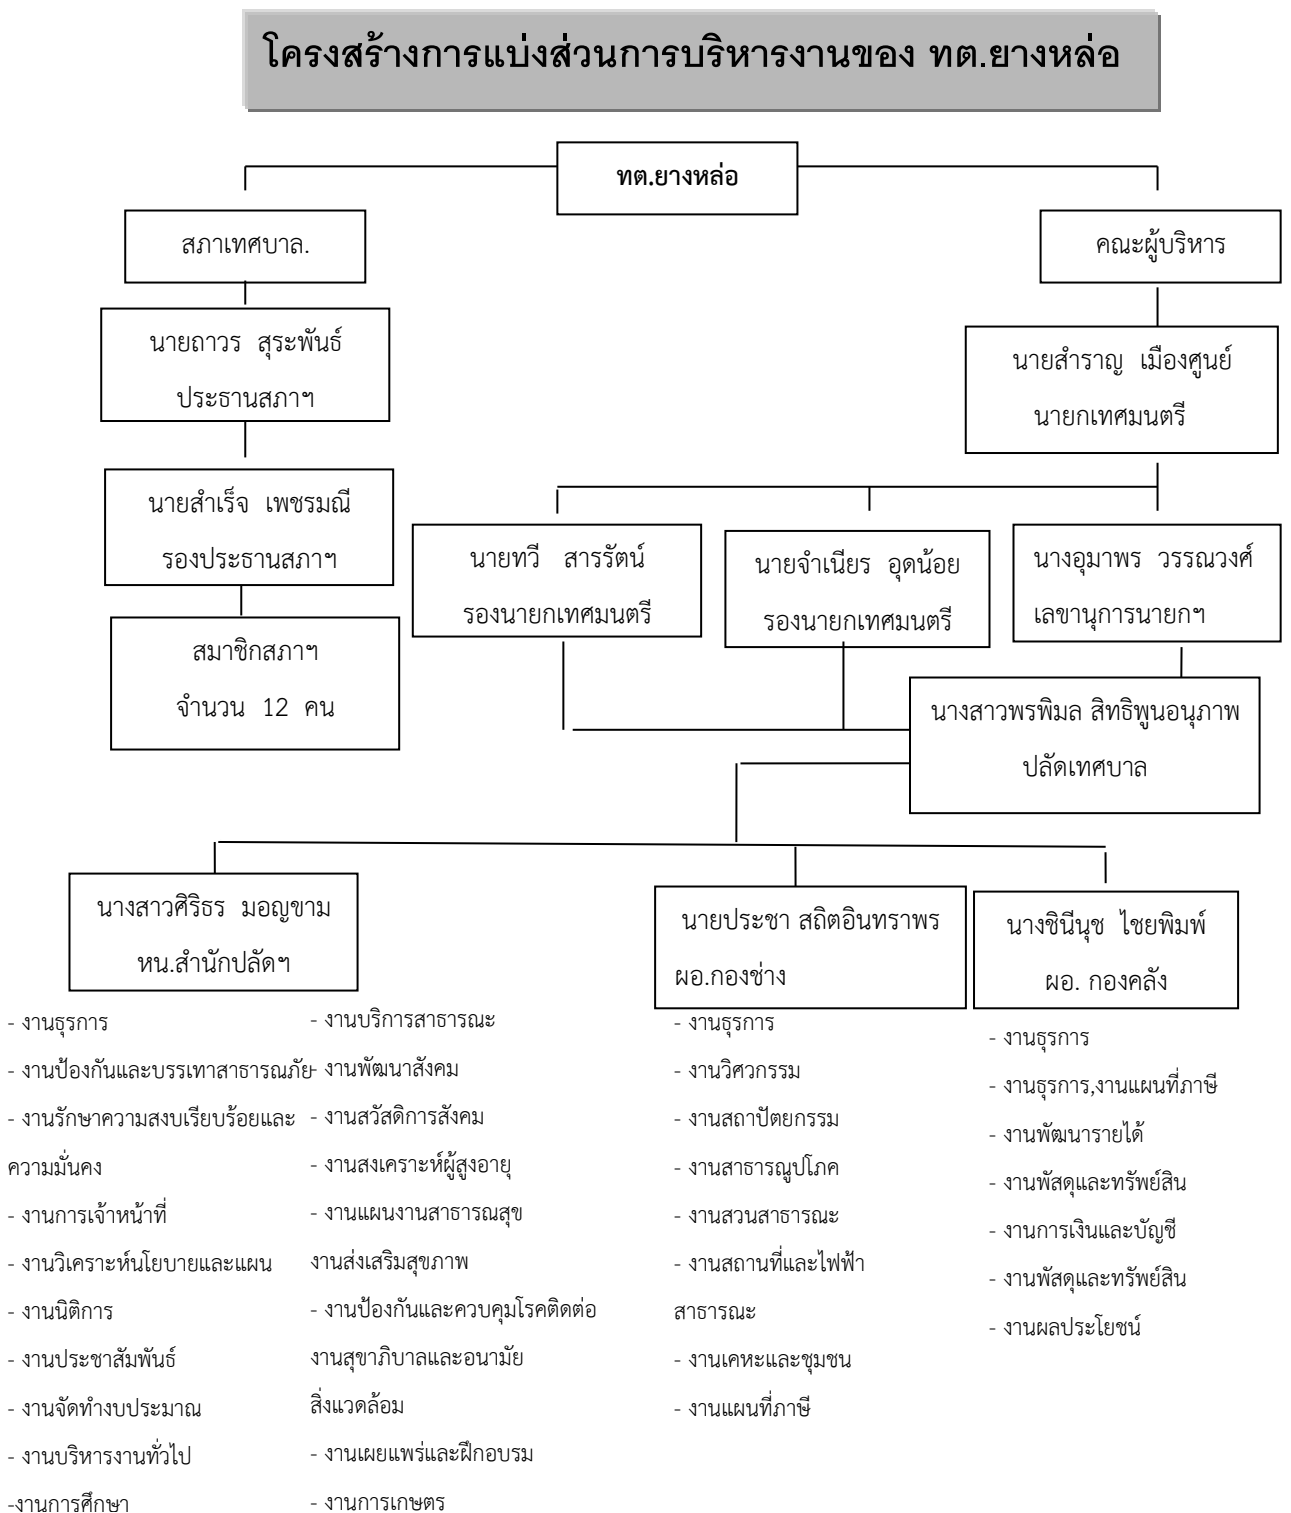 โครงสร้างการแบ่งส่วนการบริหารงานของ ทต.ยางหล่อ
ทต.ยางหล่อ
สภาเทศบาล.
คณะผู้บริหาร
นายถาวร สุระพันธ์
ประธานสภาฯ
นายสำราญ เมืองศูนย์
นายกเทศมนตรี
นายสำเร็จ เพชรมณี
รองประธานสภาฯ
นายทวี สารรัตน์
รองนายกเทศมนตรี
นายจำเนียร อุดน้อย
รองนายกเทศมนตรี
นางอุมาพร วรรณวงศ์
เลขานุการนายกฯ
สมาชิกสภาฯ
จำนวน 12 คน
นางสาวพรพิมล สิทธิพูนอนุภาพ
ปลัดเทศบาล
นางสาวศิริธร มอญขาม
หน.สำนักปลัดฯ
นายประชา สถิตอินทราพร
ผอ.กองช่าง
นางชินีนุช ไชยพิมพ์
ผอ. กองคลัง
- งานธุรการ
- งานป้องกันและบรรเทาสาธารณภัย
- งานรักษาความสงบเรียบร้อยและ
ความมั่นคง
- งานการเจ้าหน้าที่
- งานวิเคราะห์นโยบายและแผน
- งานนิติการ
- งานประชาสัมพันธ์
- งานจัดทำงบประมาณ
- งานบริหารงานทั่วไป
-งานการศึกษา
- งานบริการสาธารณะ
- งานพัฒนาสังคม
- งานสวัสดิการสังคม
- งานสงเคราะห์ผู้สูงอายุ
- งานแผนงานสาธารณสุข
งานส่งเสริมสุขภาพ
- งานป้องกันและควบคุมโรคติดต่อ
งานสุขาภิบาลและอนามัย
สิ่งแวดล้อม
- งานเผยแพร่และฝึกอบรม
- งานการเกษตร
- งานธุรการ
- งานวิศวกรรม
- งานสถาปัตยกรรม
- งานสาธารณูปโภค
- งานสวนสาธารณะ
- งานสถานที่และไฟฟ้า
สาธารณะ
- งานเคหะและชุมชน
- งานแผนที่ภาษี
- งานธุรการ
- งานธุรการ,งานแผนที่ภาษี
- งานพัฒนารายได้
- งานพัสดุและทรัพย์สิน
- งานการเงินและบัญชี
- งานพัสดุและทรัพย์สิน
- งานผลประโยชน์